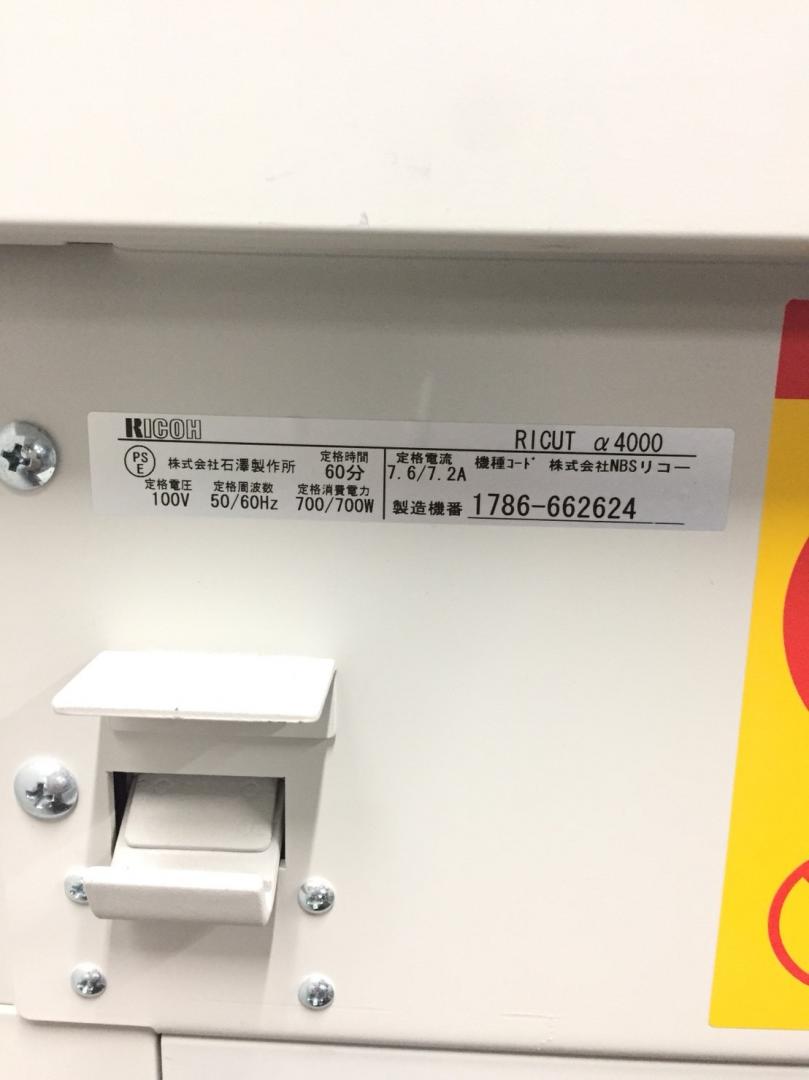 RICOH
RICUT α4000
PSE 株式会社石澤製作所 定格時間 60分
定格電圧 100V 定格周波数 50/60Hz 定格消費電力 700/700W
定格電流 7.6/7.2A 機種コード 株式会社NBSリコー
製造機番 1786-662624